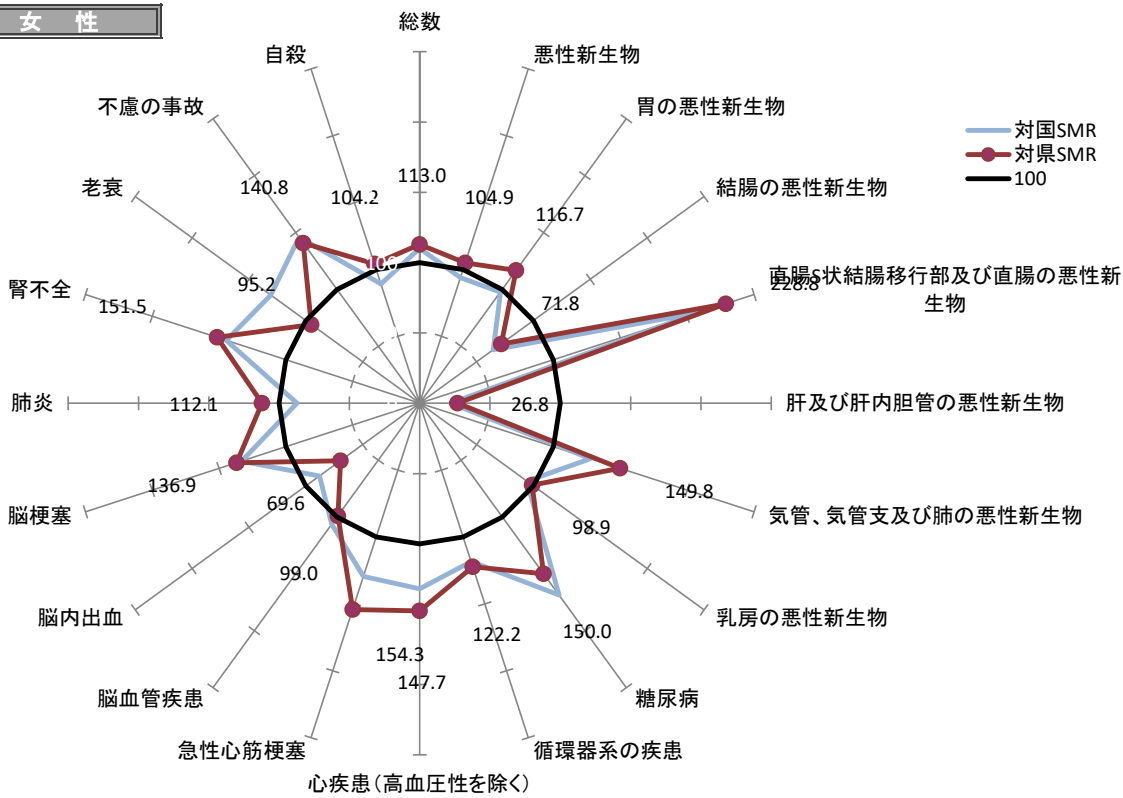 女 性
総数
自殺
悪性新生物
不慮の事故
胃の悪性新生物
対国SMR
対県SMR
100
老衰
結腸の悪性新生物
140.8
104.2
113.0
104.9
116.7
腎不全
151.5
95.2
100
71.8
直腸S状結腸移行部及び直腸の悪性新
生物
228.8
肺炎
112.1
26.8
肝及び肝内胆管の悪性新生物
脳梗塞
136.9
149.8
気管、気管支及び肺の悪性新生物
69.6
98.9
脳内出血
99.0
乳房の悪性新生物
154.3
122.2
150.0
147.7
脳血管疾患
糖尿病
急性心筋梗塞
循環器系の疾患
心疾患(高血圧性を除く)